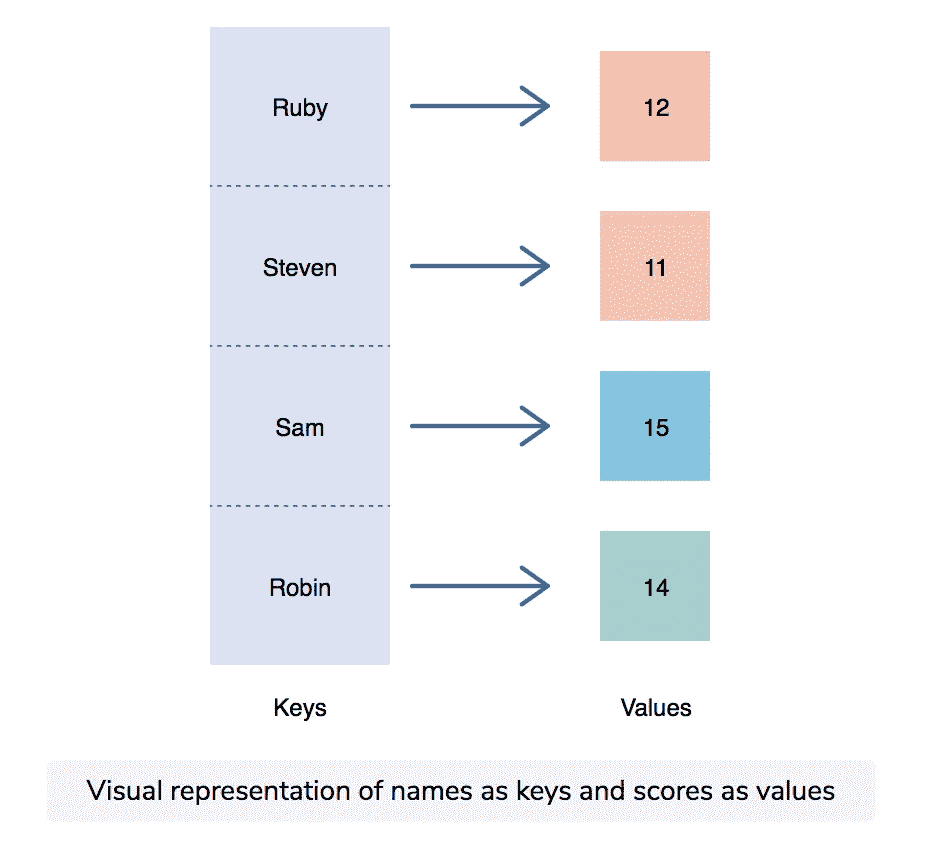 Ruby
12
Steven
11
Sam
15
Robin
14
Keys
Values
Visual representation of names as keys and scores as values